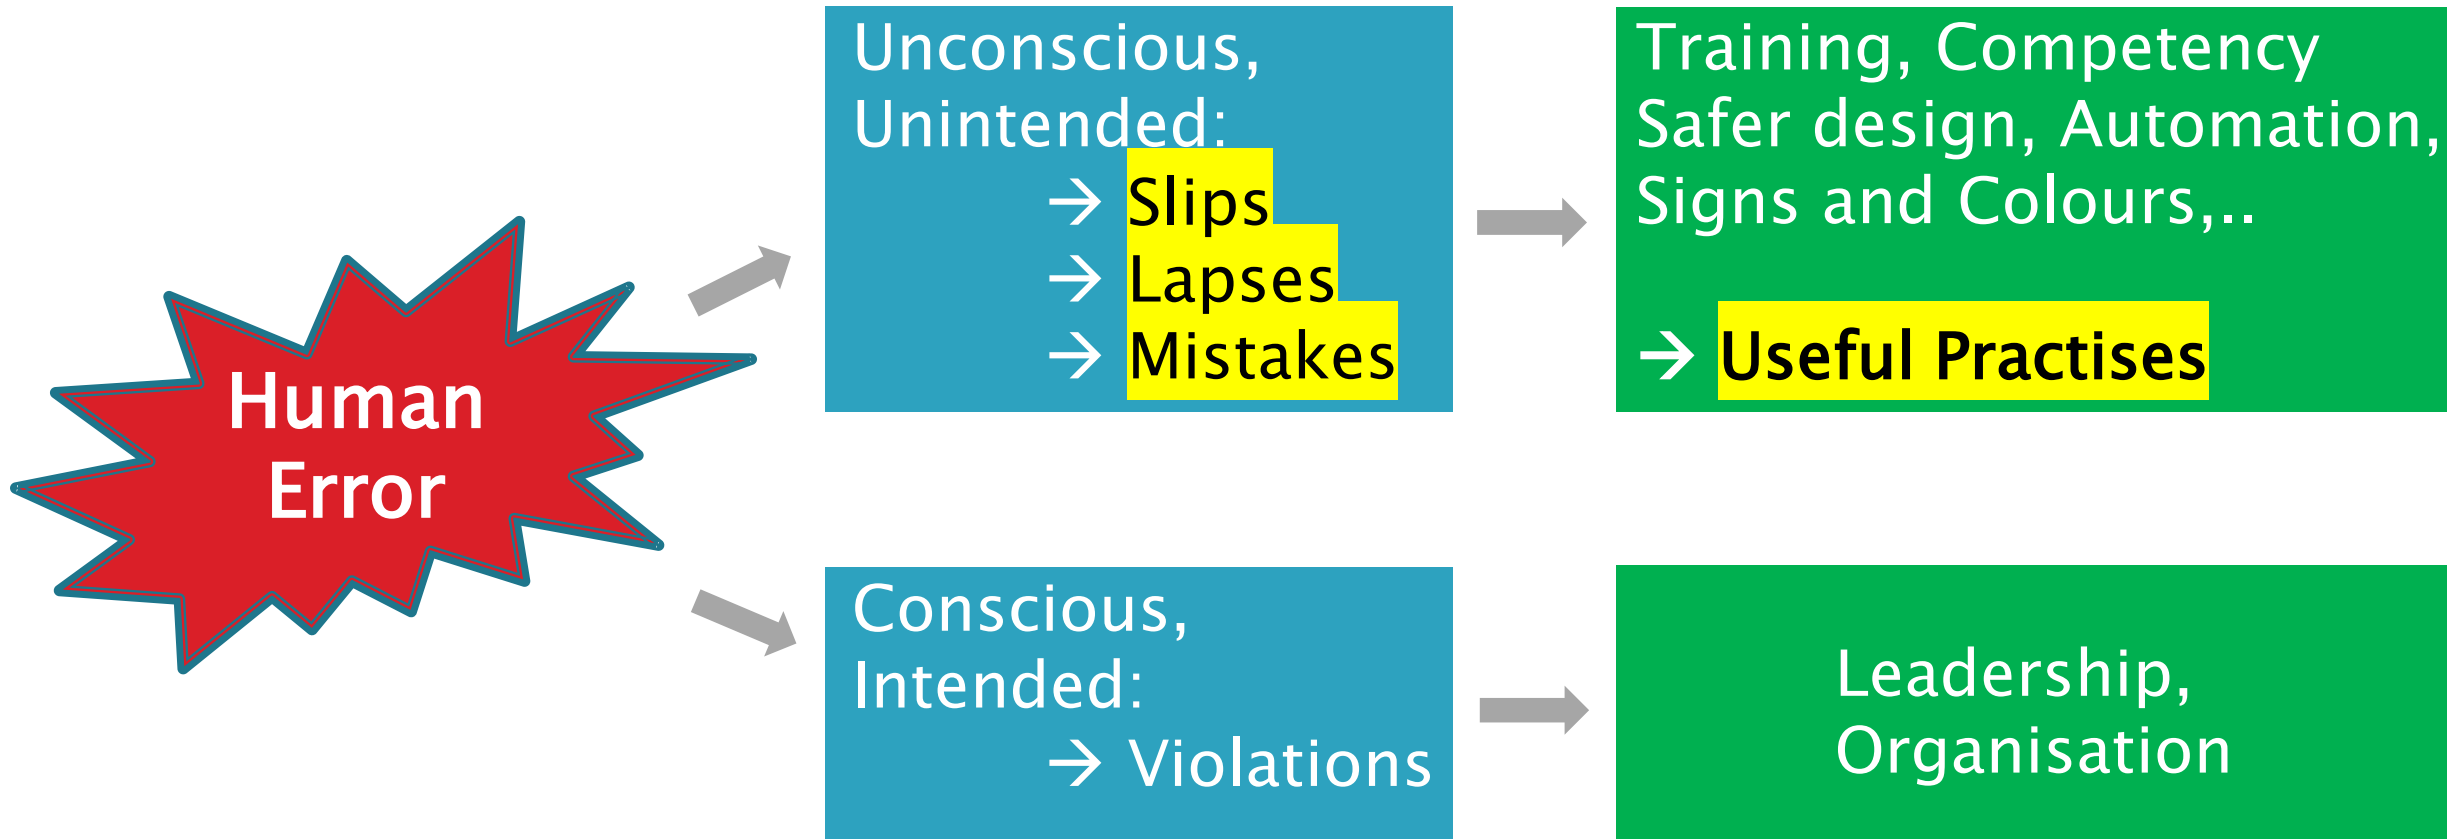 Human
Error
Unconscious,
Unintended:
→ Slips
→ Lapses
→ Mistakes
Training, Competency
Safer design, Automation,
Signs and Colours,..
→ Useful Practises
Conscious,
Intended:
→ Violations
Leadership,
Organisation